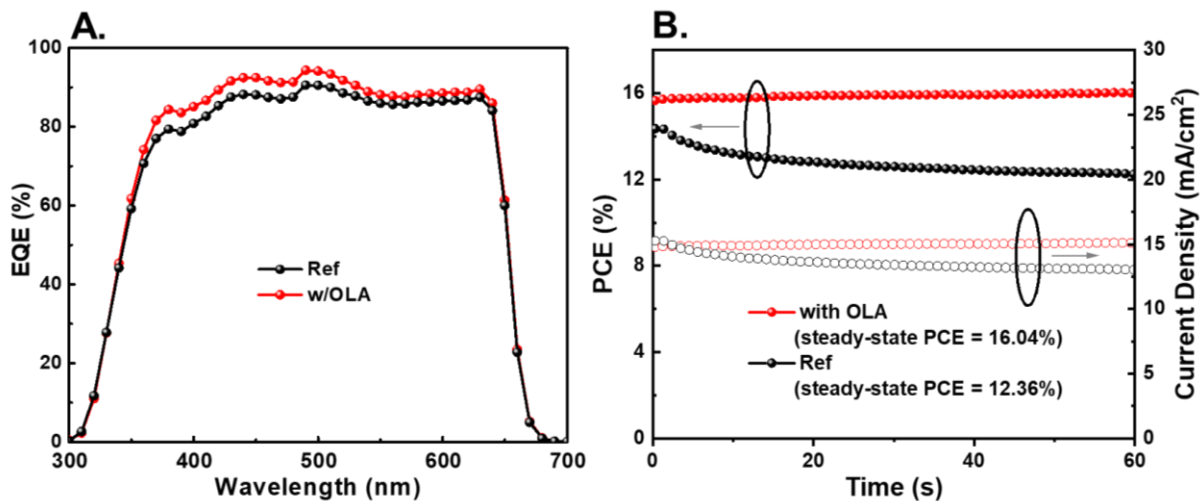 A.
100
80
60
40
20
0
EQE (%)
Ref
w/OLA
300 400 500 600 700
Wavelength (nm)
B.
16
12
8
4
0
PCE (%)
30
25
20
15
10
5
0
Current Density (mA/cm²)
with OLA
(steady-state PCE = 16.04%)
Ref
(steady-state PCE = 12.36%)
0 20 40 60
Time (s)